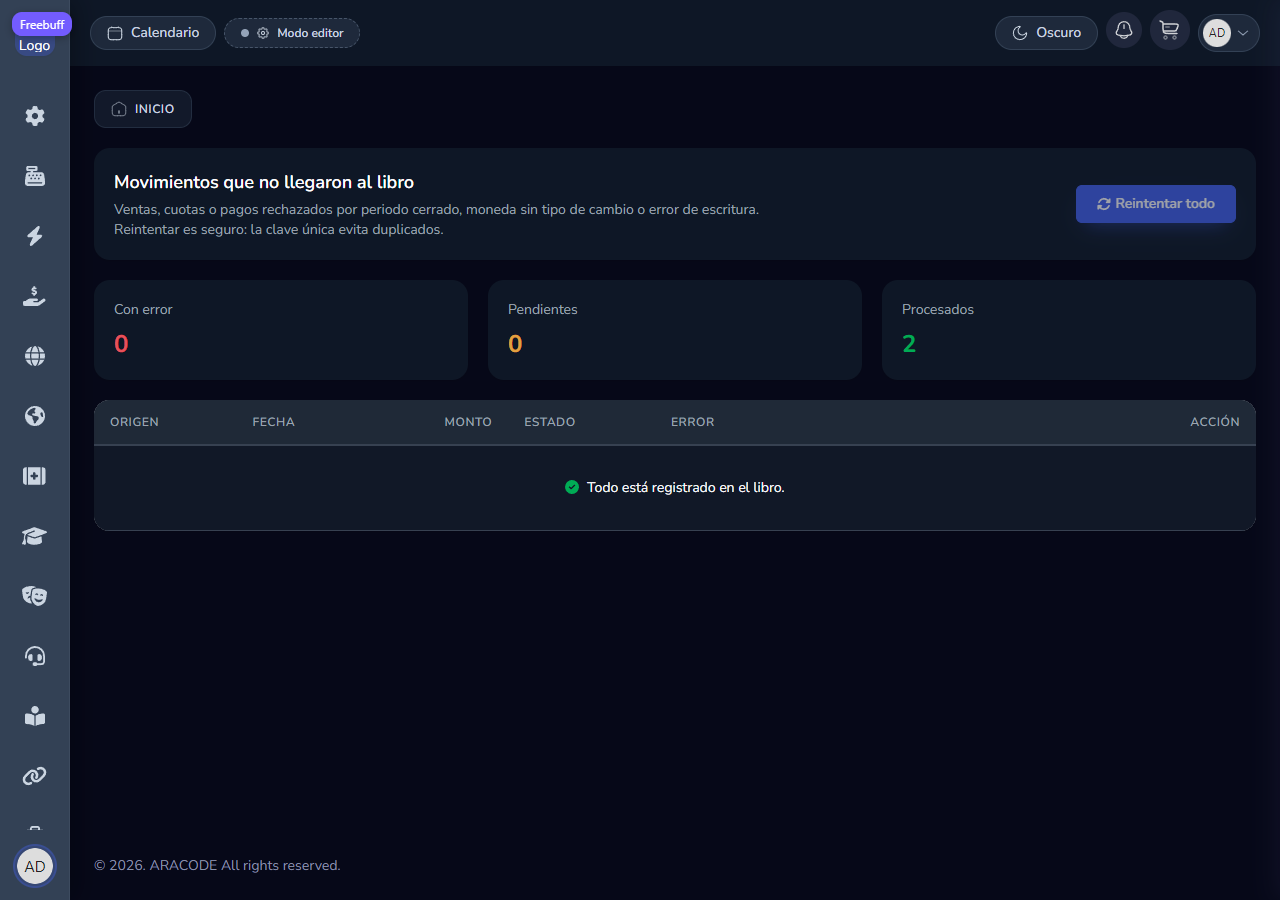 Freebuff
Logo
Calendario
Modo editor
Oscuro
AD
INICIO
Movimientos que no llegaron al libro
Ventas, cuotas o pagos rechazados por periodo cerrado, moneda sin tipo de cambio o error de escritura.
Reintentar es seguro: la clave única evita duplicados.
Reintentar todo
Con error
0
Pendientes
0
Procesados
2
ORIGEN FECHA MONTO ESTADO ERROR ACCIÓN
Todo está registrado en el libro.
© 2026. ARACODE All rights reserved.
AD